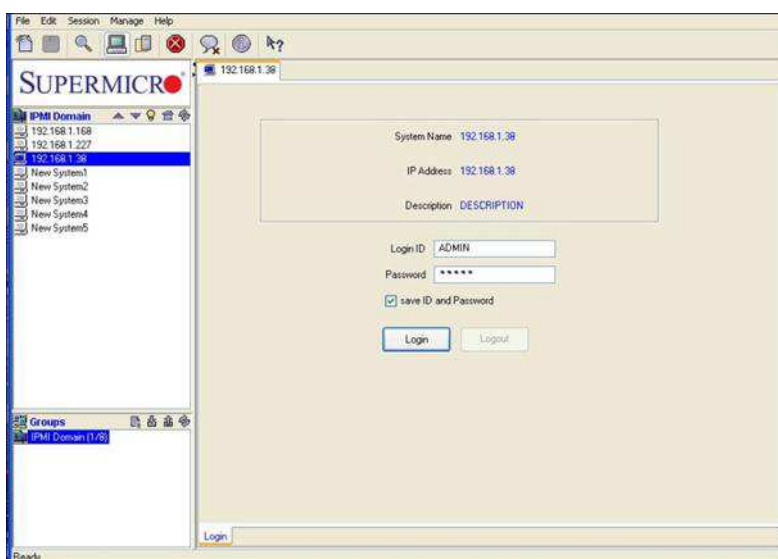 File Edit Session Manage Help
SUPERMICRO
IPMI Domain
192.168.1.168
192.168.1.227
192.168.1.38
New System1
New System2
New System3
New System4
New System5
Groups
IPMI Domain (1/8)
192.168.1.38
System Name 192.168.1.38
IP Address 192.168.1.38
Description DESCRIPTION
Login ID ADMIN
Password *****
save ID and Password
Login Logout
Login
Ready